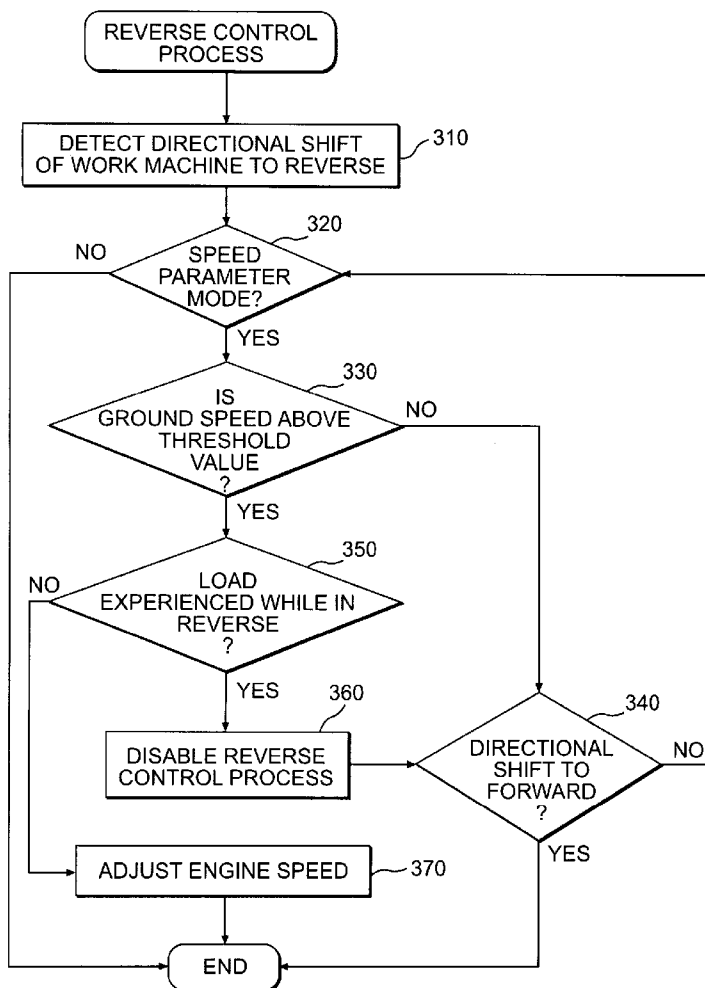 REVERSE CONTROL
PROCESS
DETECT DIRECTIONAL SHIFT
OF WORK MACHINE TO REVERSE
310
320
NO
SPEED
PARAMETER
MODE?
YES
330
IS
GROUND SPEED ABOVE
THRESHOLD
VALUE
?
NO
YES
350
NO
LOAD
EXPERIENCED WHILE IN
REVERSE
?
YES
360
DISABLE REVERSE
CONTROL PROCESS
340
DIRECTIONAL
SHIFT TO
FORWARD
?
NO
YES
ADJUST ENGINE SPEED
370
END